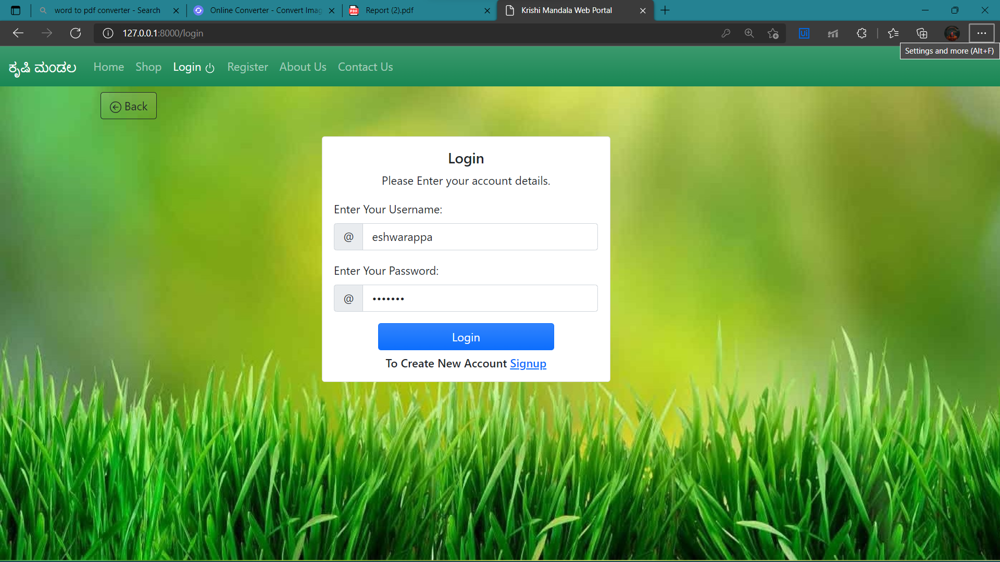 word to pdf converter - Search
Online Converter - Convert Imag
Report (2).pdf
Krishi Mandala Web Portal
127.0.0.1:8000/login
Settings and more (Alt+F)
ಕೃಷಿ ಮಂಡಲ Home Shop Login Register About Us Contact Us
Back
Login
Please Enter your account details.
Enter Your Username:
@ eshwarappa
Enter Your Password:
@ •••••••
Login
To Create New Account Signup